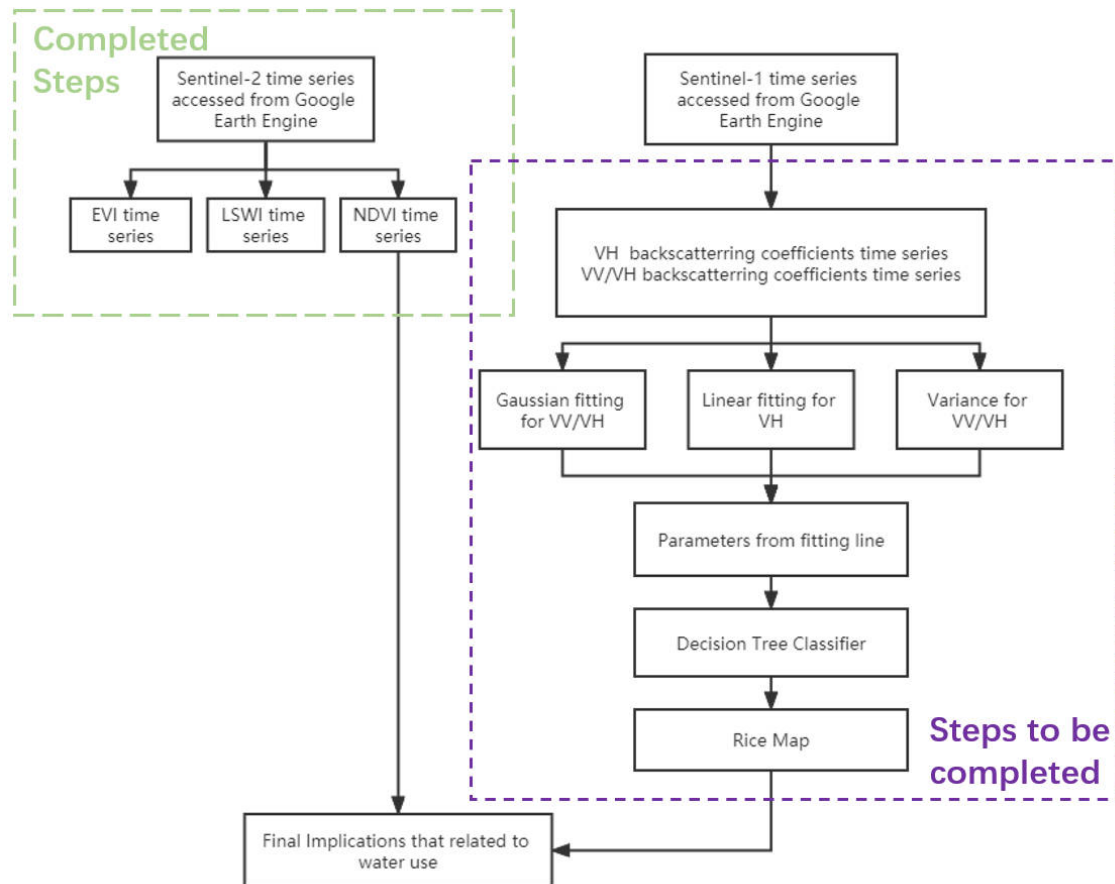 Completed
Steps
Sentinel-2 time series
accessed from Google
Earth Engine
EVI time
series
LSWI time
series
NDVI time
series
Sentinel-1 time series
accessed from Google
Earth Engine
VH  backscatterring coefficients time series
VV/VH backscatterring coefficients time series
Gaussian fitting
for VV/VH
Linear fitting for
VH
Variance for
VV/VH
Parameters from fitting line
Decision Tree Classifier
Rice Map
Steps to be
completed
Final Implications that related to
water use